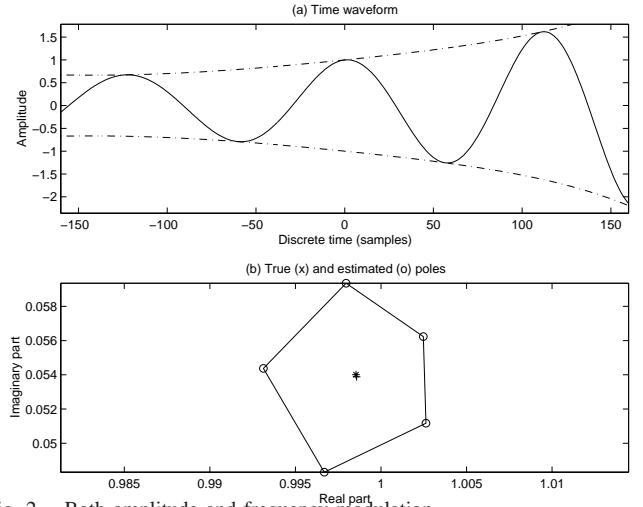 (a) Time waveform
1.5
1
0.5
0
−0.5
−1
−1.5
−2
Amplitude
−150 −100 −50 0 50 100 150
Discrete time (samples)
(b) True (x) and estimated (o) poles
0.058
0.056
0.054
0.052
0.05
Imaginary part
0.985 0.99 0.995 1 1.005 1.01
Real part
2. Both amplitude and frequency modulation